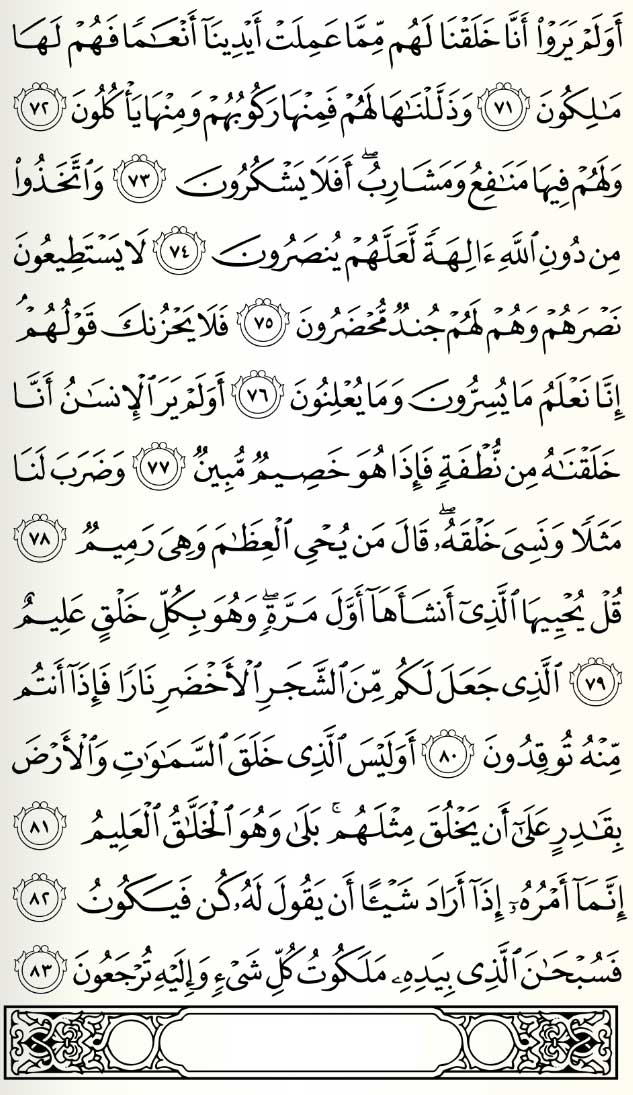 أَوَلَمْ يَرَوْا۟ أَنَّا خَلَقْنَا لَهُم مِّمَّا عَمِلَتْ أَيْدِينَآ أَنْعَـٰمًا فَهُمْ لَهَا
مَـٰلِكُونَ ٧١ وَذَلَّلْنَـٰهَا لَهُمْ فَمِنْهَا رَكُوبُهُمْ وَمِنْهَا يَأْكُلُونَ ٧٢
وَلَهُمْ فِيهَا مَنَـٰفِعُ وَمَشَارِبُ ۖ أَفَلَا يَشْكُرُونَ ٧٣ وَٱتَّخَذُوا۟
مِن دُونِ ٱللَّهِ ءَالِهَةً لَّعَلَّهُمْ يُنصَرُونَ ٧٤ لَا يَسْتَطِيعُونَ
نَصْرَهُمْ وَهُمْ لَهُمْ جُندٌ مُّحْضَرُونَ ٧٥ فَلَا يَحْزُنكَ قَوْلُهُمْ ۘ
إِنَّا نَعْلَمُ مَا يُسِرُّونَ وَمَا يُعْلِنُونَ ٧٦ أَوَلَمْ يَرَ ٱلْإِنسَـٰنُ أَنَّا
خَلَقْنَـٰهُ مِن نُّطْفَةٍ فَإِذَا هُوَ خَصِيمٌ مُّبِينٌ ٧٧ وَضَرَبَ لَنَا
مَثَلًا وَنَسِىَ خَلْقَهُۥ ۖ قَالَ مَن يُحْىِ ٱلْعِظَـٰمَ وَهِىَ رَمِيمٌ ٧٨
قُلْ يُحْيِيهَا ٱلَّذِىٓ أَنشَأَهَآ أَوَّلَ مَرَّةٍ ۖ وَهُوَ بِكُلِّ خَلْقٍ عَلِيمٌ
٧٩ ٱلَّذِى جَعَلَ لَكُم مِّنَ ٱلشَّجَرِ ٱلْأَخْضَرِ نَارًا فَإِذَآ أَنتُم
مِّنْهُ تُوقِدُونَ ٨٠ أَوَلَيْسَ ٱلَّذِى خَلَقَ ٱلسَّمَـٰوَٰتِ وَٱلْأَرْضَ
بِقَـٰدِرٍ عَلَىٰٓ أَن يَخْلُقَ مِثْلَهُم ۚ بَلَىٰ وَهُوَ ٱلْخَلَّـٰقُ ٱلْعَلِيمُ ٨١
إِنَّمَآ أَمْرُهُۥٓ إِذَآ أَرَادَ شَيْـًٔا أَن يَقُولَ لَهُۥ كُن فَيَكُونُ ٨٢
فَسُبْحَـٰنَ ٱلَّذِى بِيَدِهِۦ مَلَكُوتُ كُلِّ شَىْءٍ وَإِلَيْهِ تُرْجَعُونَ ٨٣